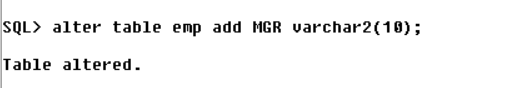 SQL> alter table emp add MGR varchar2(10);
Table altered.